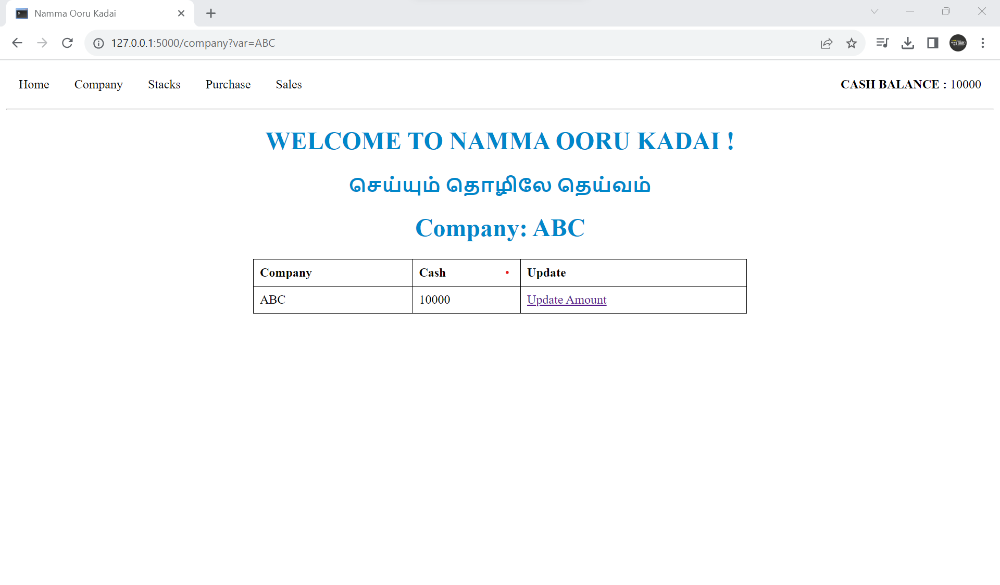 Namma Ooru Kadai
127.0.0.1:5000/company?var=ABC
Home Company Stacks Purchase Sales CASH BALANCE : 10000
WELCOME TO NAMMA OORU KADAI !
செய்யும் தொழிலே தெய்வம்
Company: ABC
Company Cash Update
ABC 10000 Update Amount